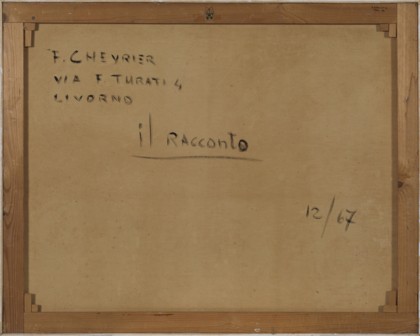 F. CHEVRIER
VIA F. TURATI 4
LIVORNO
il RACCONTO
12/67